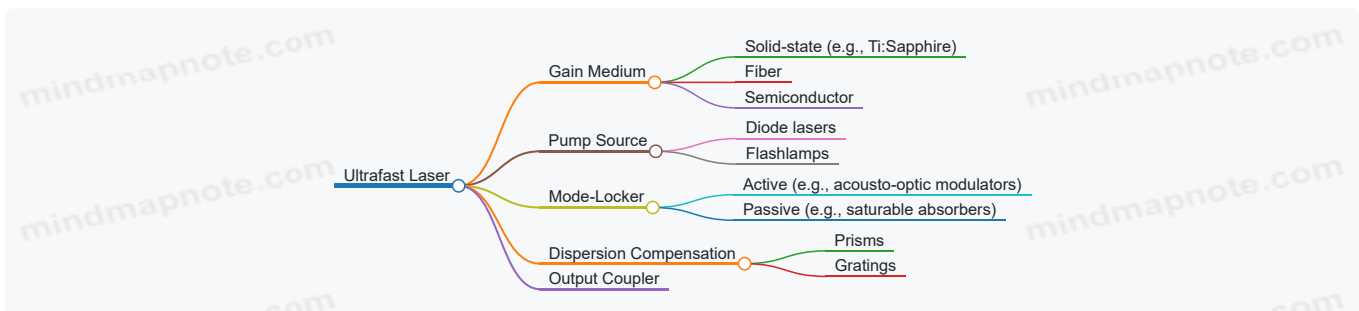 mindmapnote.com
mindmapnote.com
Solid-state (e.g., Ti:Sapphire)
Gain Medium
Fiber
Semiconductor
Diode lasers
Pump Source
Flashlamps
mindmapnote.com
mindmapnote.com
Ultrafast Laser
Active (e.g., acousto-optic modulators)
Mode-Locker
Passive (e.g., saturable absorbers)
Prisms
Dispersion Compensation
Gratings
Output Coupler